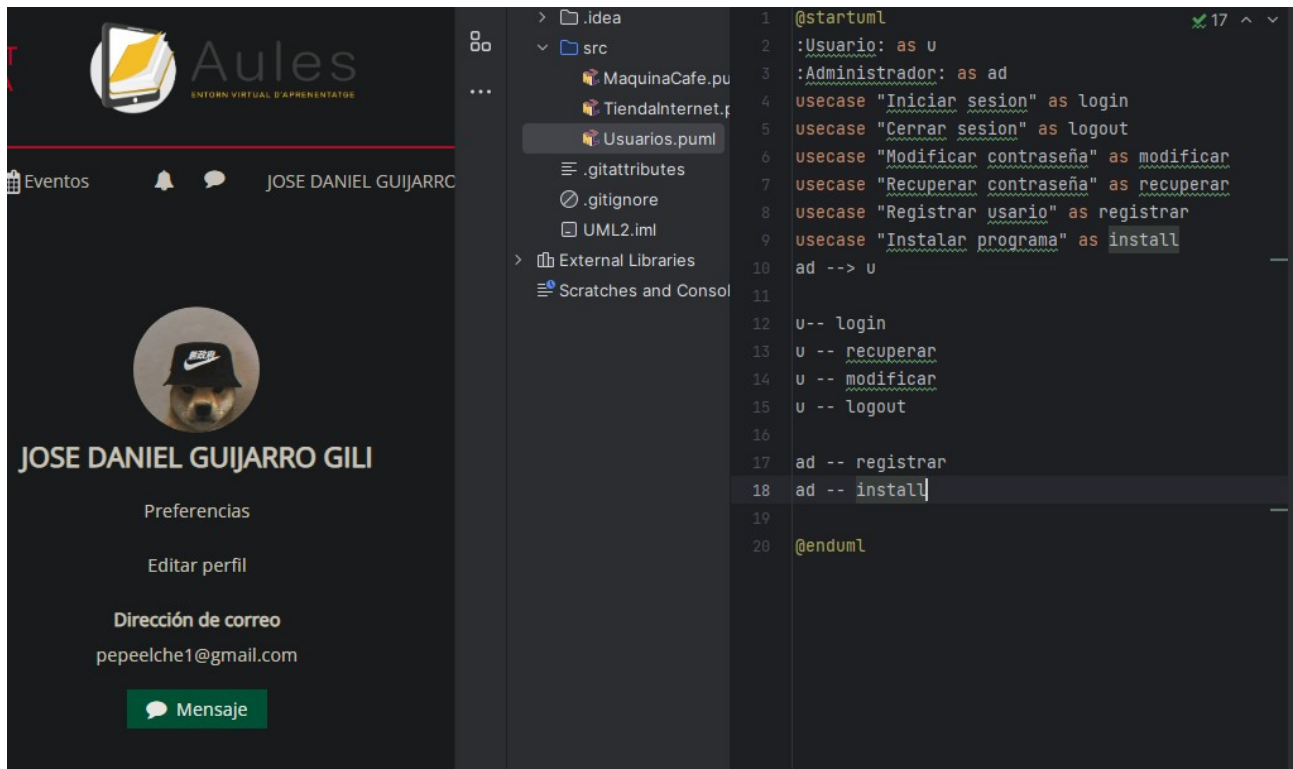 Aules
ENTORN VIRTUAL D'APRENENTATGE
Eventos
JOSE DANIEL GUIJARRO
JOSE DANIEL GUIJARRO GILI
Preferencias
Editar perfil
Dirección de correo
pepeelche1@gmail.com
Mensaje
.idea
src
MaquinaCafe.pu
TiendaInternet.p
Usuarios.puml
.gitattributes
.gitignore
UML2.iml
External Libraries
Scratches and Consol
17
1 @startuml
2 :Usuario: as u
3 :Administrador: as ad
4 usecase "Iniciar sesion" as login
5 usecase "Cerrar sesion" as logout
6 usecase "Modificar contraseña" as modificar
7 usecase "Recuperar contraseña" as recuperar
8 usecase "Registrar usario" as registrar
9 usecase "Instalar programa" as install
10 ad --> u
11
12 u-- login
13 u -- recuperar
14 u -- modificar
15 u -- logout
16
17 ad -- registrar
18 ad -- install
19
20 @enduml